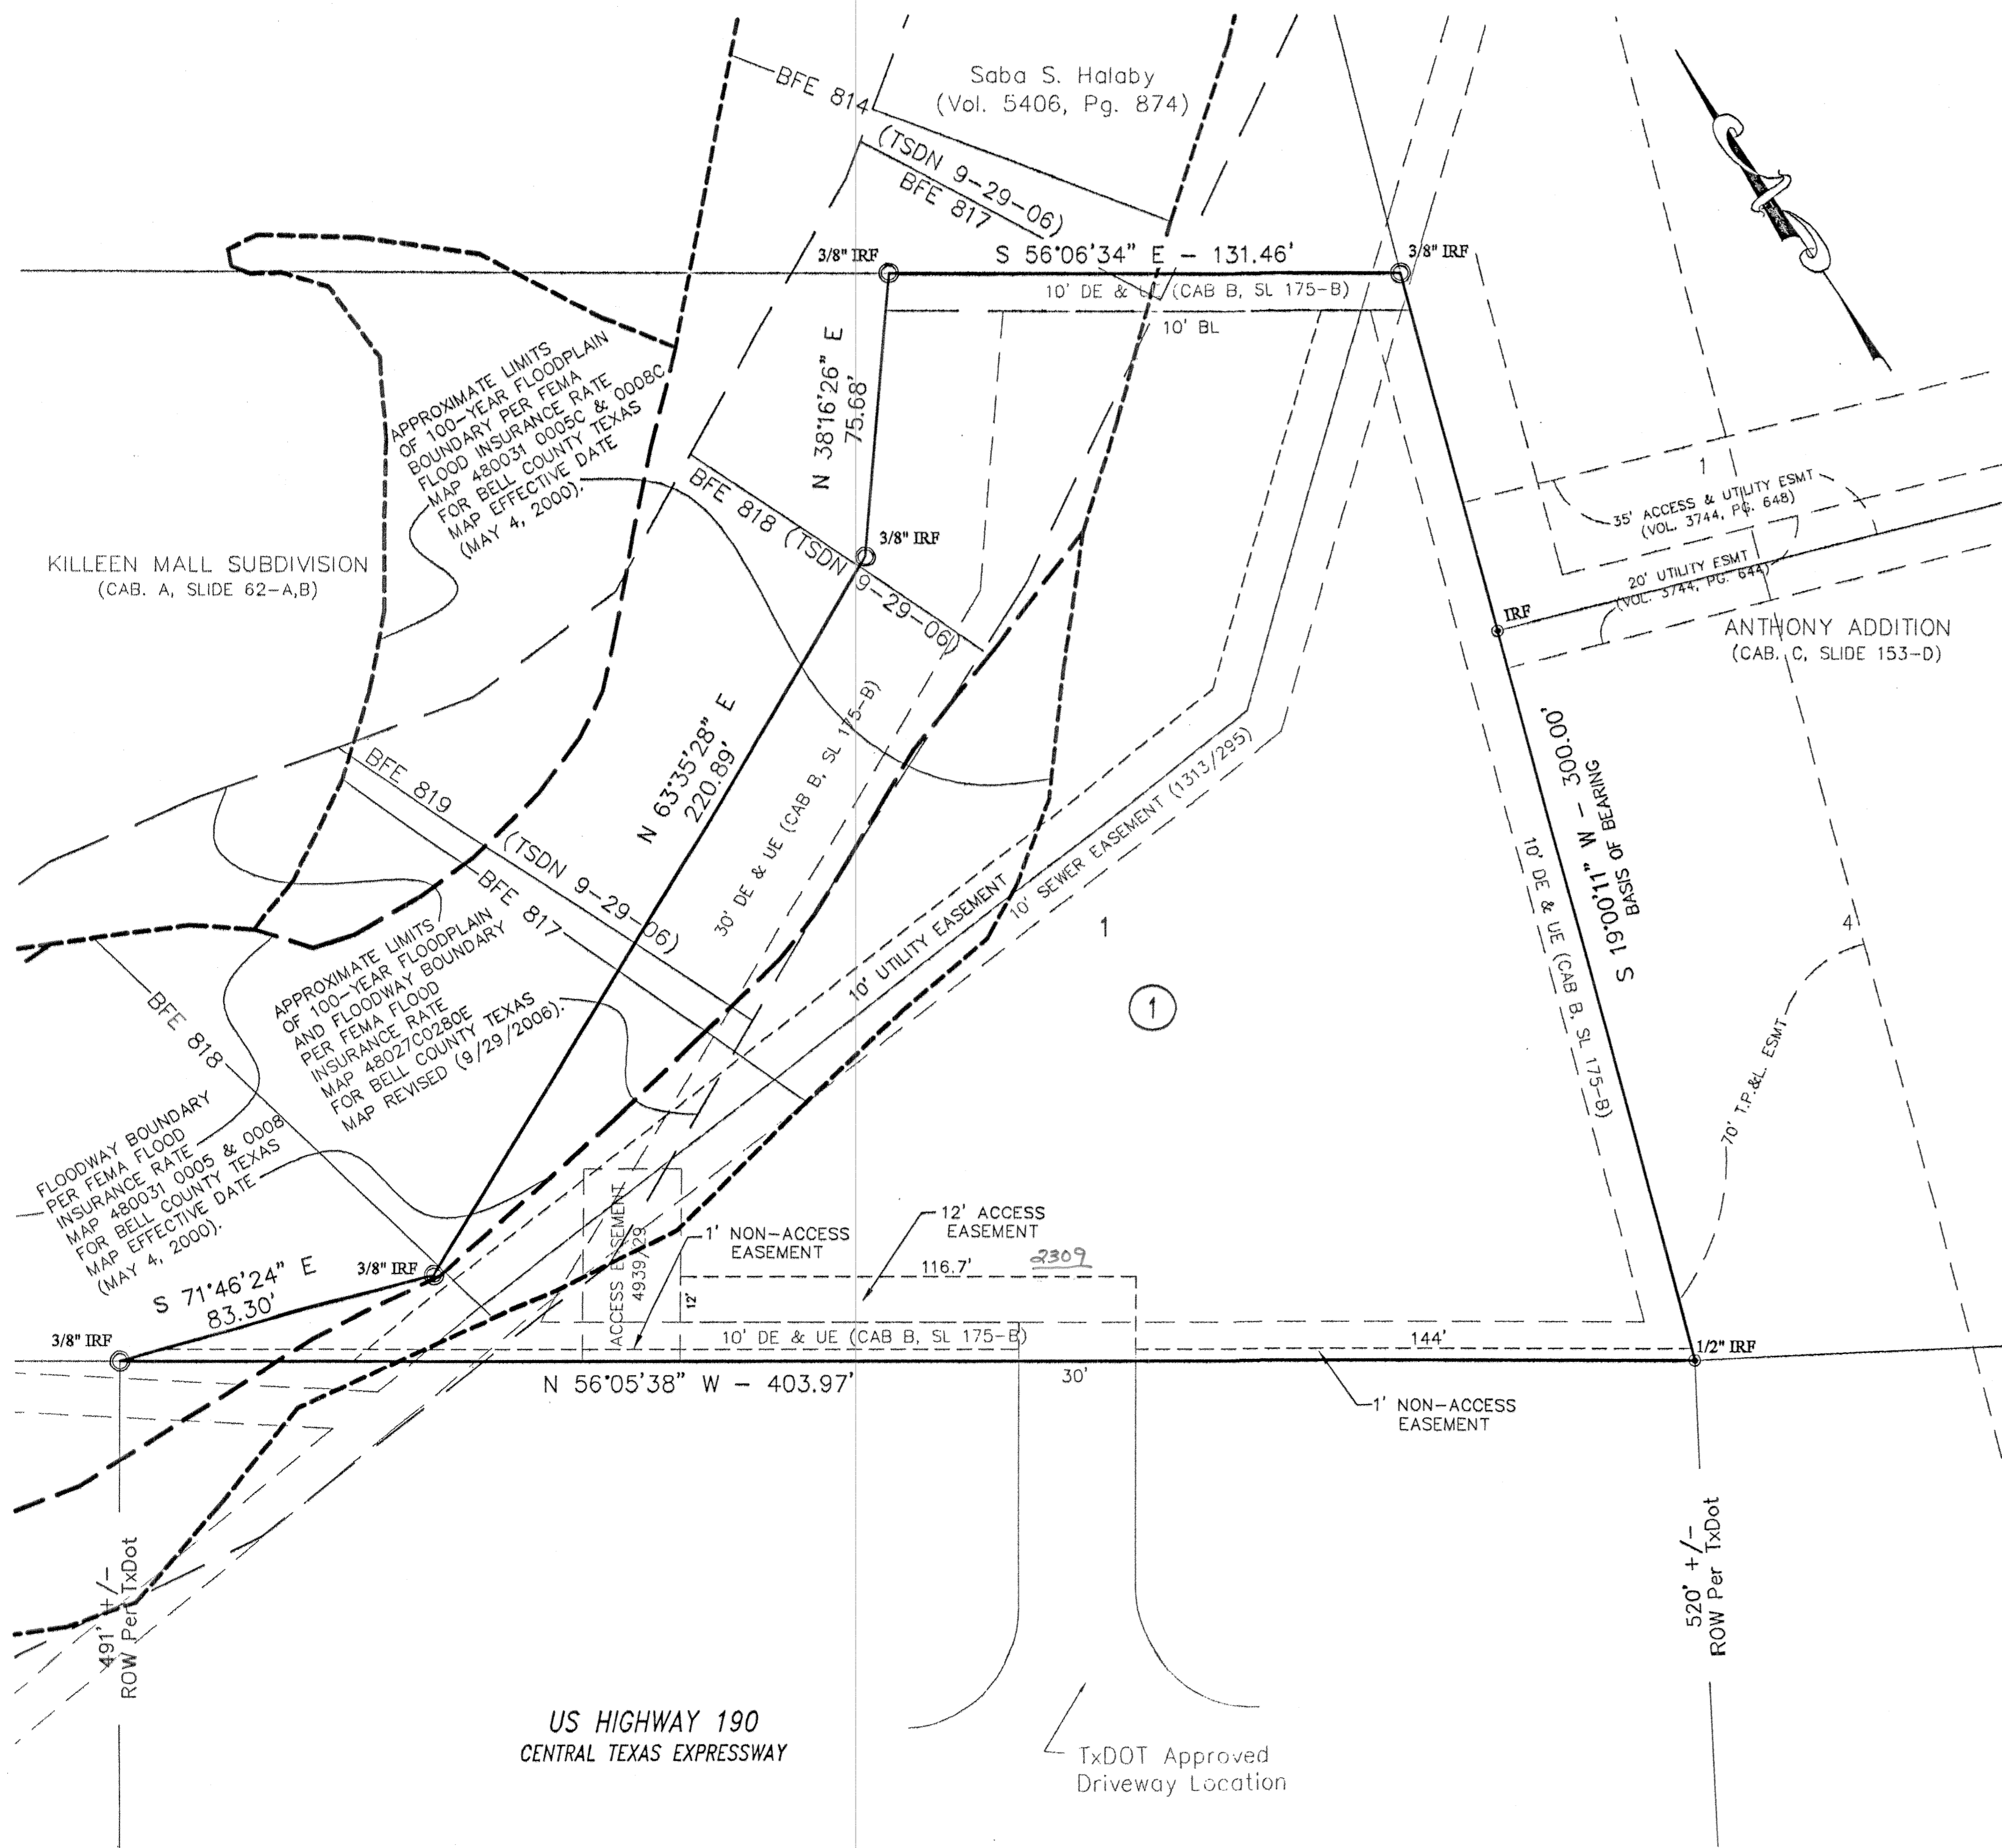 Saba S. Halaby
(Vol. 5406, Pg. 874)
BFE 814
(TSDN 9-29-06)
BFE 817
3/8" IRF
S 56°06'34" E - 131.46'
3/8" IRF
10' DE & UE (CAB B, SL 175-B)
10' BL
N 38°16'26" E
75.68'
APPROXIMATE LIMITS
OF 100-YEAR FLOODPLAIN
BOUNDARY PER FEMA
FLOOD INSURANCE RATE
MAP 480031 0005C & 0008C
FOR BELL COUNTY TEXAS
MAP EFFECTIVE DATE
(MAY 4, 2000).
BFE 818 (TSDN 9-29-06)
3/8" IRF
KILLEEN MALL SUBDIVISION
(CAB. A, SLIDE 62-A,B)
1
35' ACCESS & UTILITY ESMT
(VOL. 3744, PG. 648)
20' UTILITY ESMT
(VOL. 3744, PG. 644)
IRF
ANTHONY ADDITION
(CAB. C, SLIDE 153-D)
N 63°35'28" E
220.89'
30' DE & UE (CAB B, SL 175-B)
S 19°00'11" W - 300.00'
BASIS OF BEARING
10' DE & UE (CAB B, SL 175-B)
BFE 819
(TSDN 9-29-06)
BFE 817
10' UTILITY EASEMENT
10' SEWER EASEMENT (1313/295)
1
1
4
70' T.P.&L. ESMT
BFE 818
APPROXIMATE LIMITS
OF 100-YEAR FLOODPLAIN
AND FLOODWAY BOUNDARY
PER FEMA FLOOD
INSURANCE RATE
MAP 48027C0280E
FOR BELL COUNTY TEXAS
MAP REVISED (9/29/2006).
FLOODWAY BOUNDARY
PER FEMA FLOOD
INSURANCE RATE
MAP 480031 0005 & 0008
FOR BELL COUNTY TEXAS
MAP EFFECTIVE DATE
(MAY 4, 2000).
S 71°46'24" E
83.30'
3/8" IRF
3/8" IRF
ACCESS EASEMENT
4939/29
1' NON-ACCESS
EASEMENT
12' ACCESS
EASEMENT
2309
116.7'
12'
10' DE & UE (CAB B, SL 175-B)
144'
1/2" IRF
N 56°05'38" W - 403.97'
30'
1' NON-ACCESS
EASEMENT
491' +/-
ROW Per TxDot
520' +/-
ROW Per TxDot
US HIGHWAY 190
CENTRAL TEXAS EXPRESSWAY
TxDOT Approved
Driveway Location